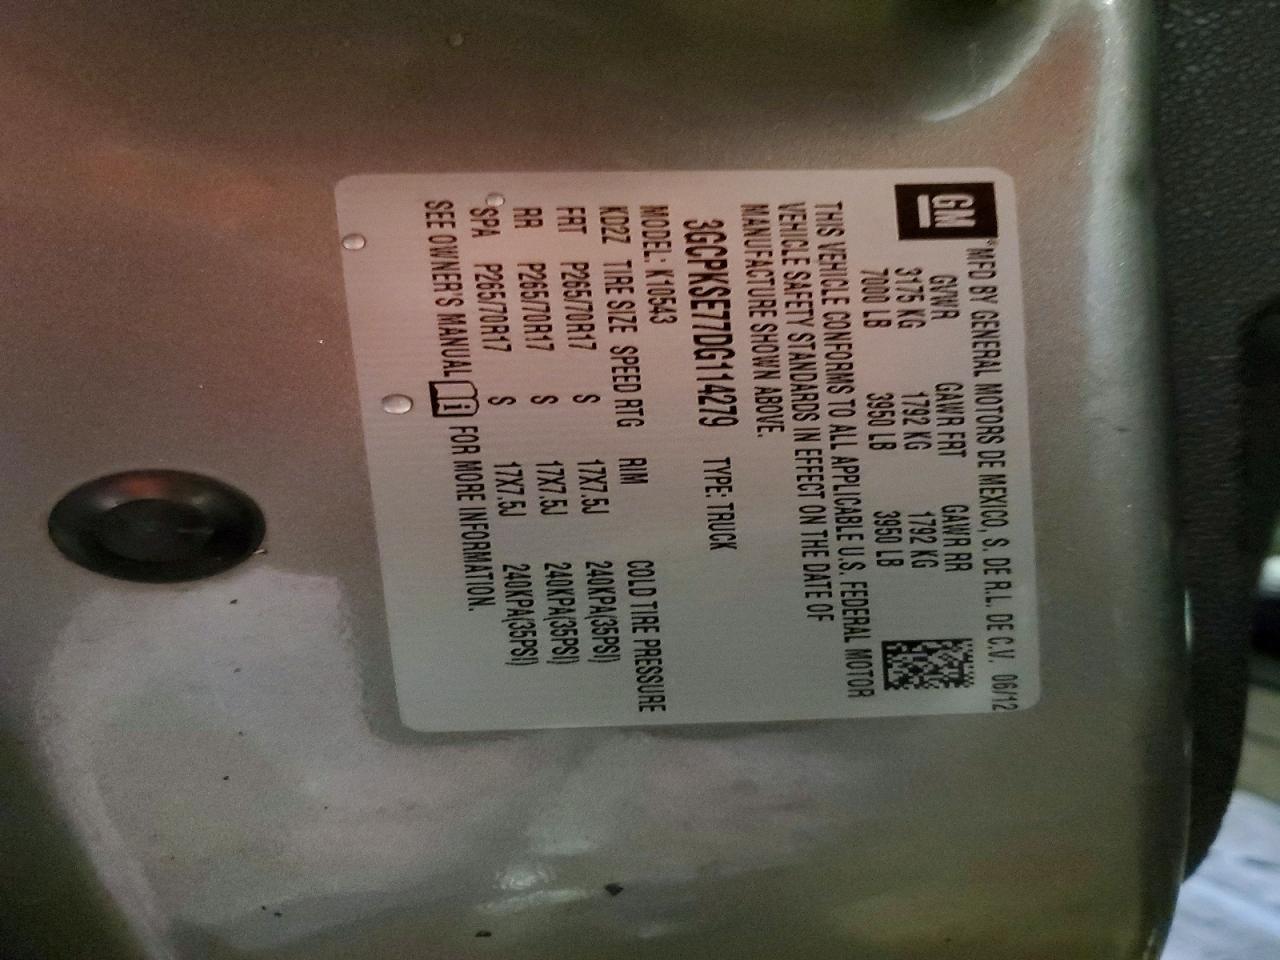 GM
MFD BY GENERAL MOTORS DE MEXICO, S. DE R.L. DE C.V. 06/12
GVWR GAWR FRT GAWR RR
3175 KG 1792 KG 1792 KG
7000 LB 3950 LB 3950 LB
THIS VEHICLE CONFORMS TO ALL APPLICABLE U.S. FEDERAL MOTOR
VEHICLE SAFETY STANDARDS IN EFFECT ON THE DATE OF
MANUFACTURE SHOWN ABOVE.
3GCPKSE77DG114279 TYPE: TRUCK
MODEL: K10543
KD2Z TIRE SIZE SPEED RTG RIM COLD TIRE PRESSURE
FRT P265/70R17 S 17X7.5J 240KPA(35PSI)
RR P265/70R17 S 17X7.5J 240KPA(35PSI)
SPA P265/70R17 S 17X7.5J 240KPA(35PSI)
SEE OWNER'S MANUAL i FOR MORE INFORMATION.